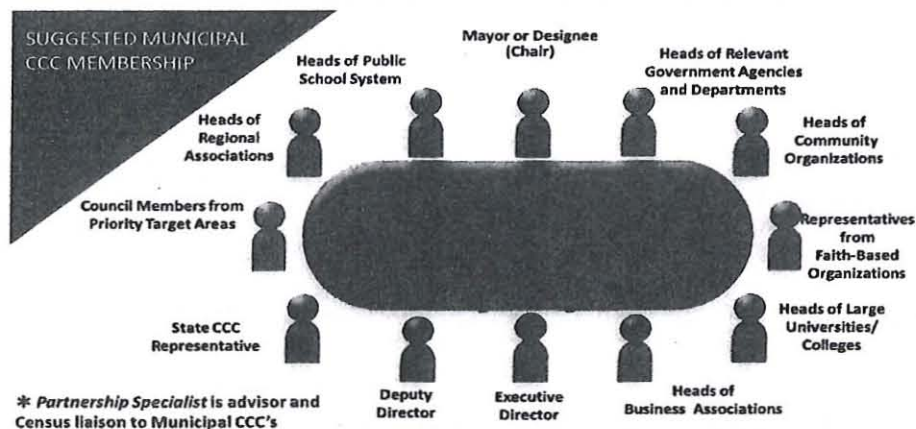 SUGGESTED MUNICIPAL
CCC MEMBERSHIP
Mayor or Designee
(Chair)
Heads of Public
School System
Heads of Relevant
Government Agencies
and Departments
Heads of
Regional
Associations
Heads of
Community
Organizations
Council Members from
Priority Target Areas
Representatives
from
Faith-Based
Organizations
State CCC
Representative
Heads of Large
Universities/
Colleges
Deputy
Director
Executive
Director
Heads of
Business Associations
* Partnership Specialist is advisor and
Census liaison to Municipal CCC's